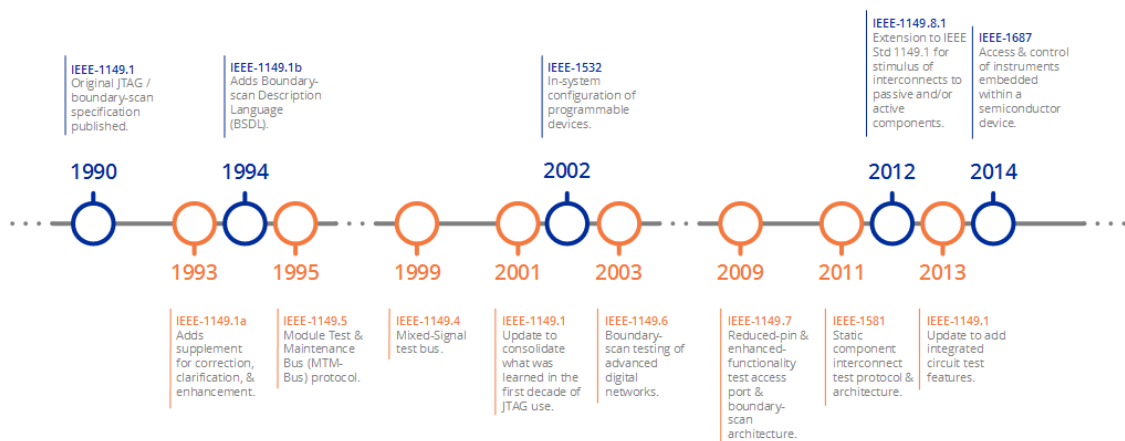 IEEE-1149.1
Original JTAG /
boundary-scan
specification
published.
1990
IEEE-1149.1b
Adds Boundary-
scan Description
Language
(BSDL).
1994
IEEE-1532
In-system
configuration of
programmable
devices.
2002
IEEE-1149.8.1
Extension to IEEE
Std 1149.1 for
stimulus of
interconnects to
passive and/or
active
components.
2012
IEEE-1687
Access & control
of instruments
embedded
within a
semiconductor
device.
2014
1993
IEEE-1149.1a
Adds
supplement
for correction,
clarification, &
enhancement.
1995
IEEE-1149.5
Module Test &
Maintenance
Bus (MTM-
Bus) protocol.
1999
IEEE-1149.4
Mixed-Signal
test bus.
2001
IEEE-1149.1
Update to
consolidate
what was
learned in the
first decade of
JTAG use.
2003
IEEE-1149.6
Boundary-
scan testing of
advanced
digital
networks.
2009
IEEE-1149.7
Reduced-pin &
enhanced-
functionality
test access
port &
boundary-
scan
architecture.
2011
IEEE-1581
Static
component
interconnect
test protocol &
architecture.
2013
IEEE-1149.1
Update to add
integrated
circuit test
features.